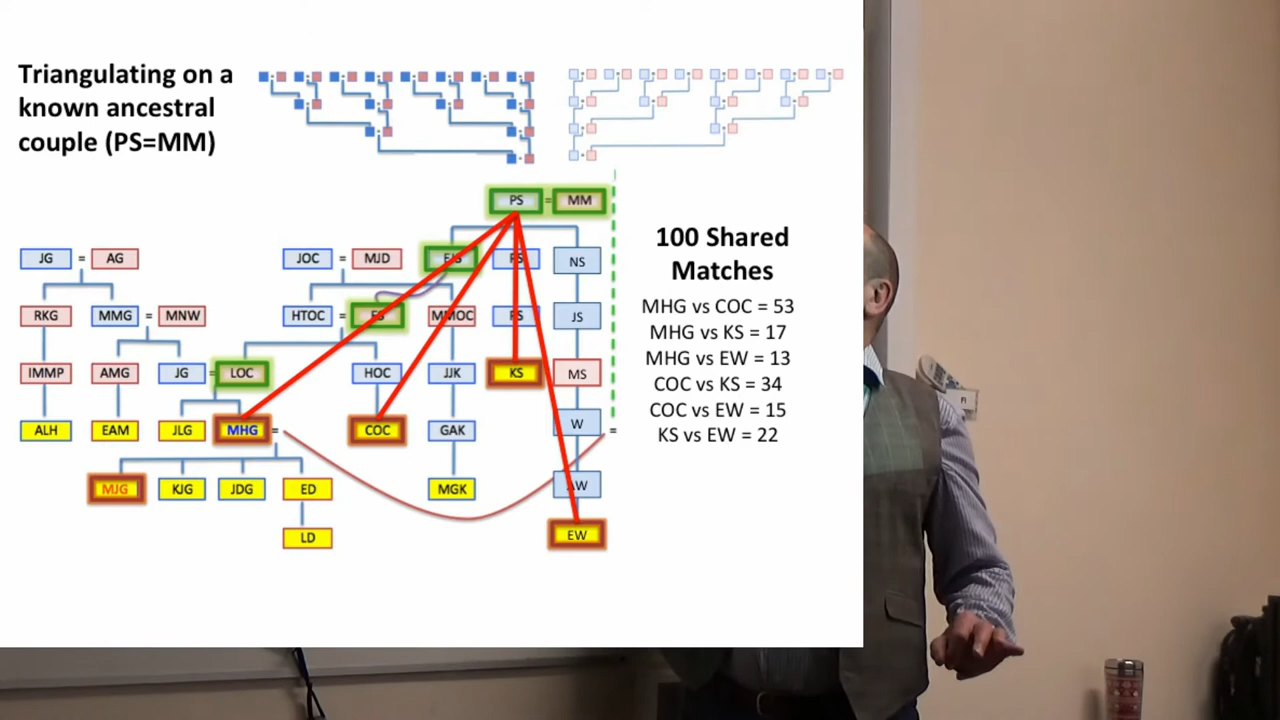 Triangulating on a
known ancestral
couple (PS=MM)
PS = MM
JG = AG JOC = MJD NS
RKG MMG = MNW HTOC = MMOC JS
IMMP AMG JG = LOC HOC JJK KS MS
ALH EAM JLG MHG = COC GAK W =
MJG KJG JDG ED MGK AW
LD EW
100 Shared
Matches
MHG vs COC = 53
MHG vs KS = 17
MHG vs EW = 13
COC vs KS = 34
COC vs EW = 15
KS vs EW = 22